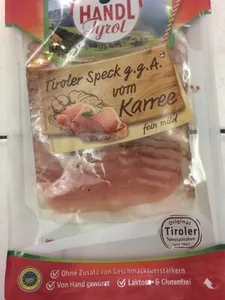 HANDL
Tyrol
Tiroler Speck g.g.A.
vom
Karree
fein mild
Original
Tiroler
Spezialitäten
✓ Ohne Zusatz von Geschmacksverstärkern
✓ Von Hand gewürzt ✓ Laktose- & Glutenfrei